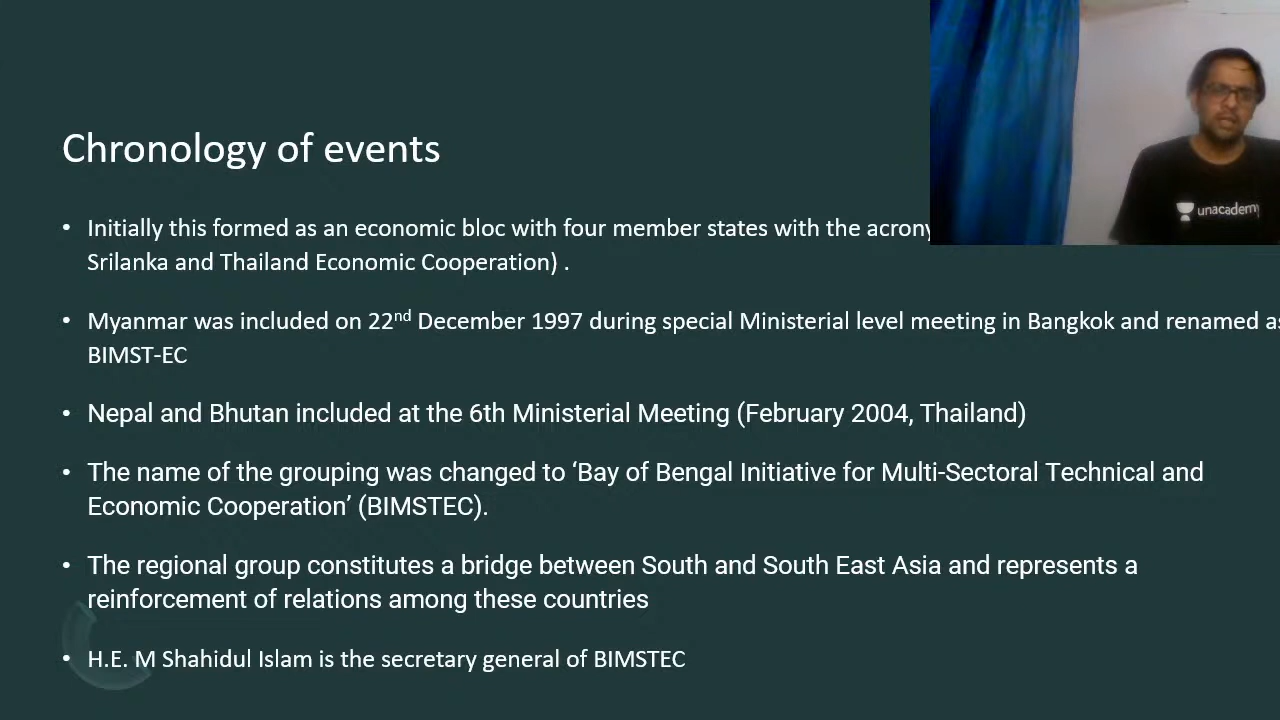 Chronology of events
• Initially this formed as an economic bloc with four member states with the
Srilanka and Thailand Economic Cooperation) .
• Myanmar was included on 22nd December 1997 during special Ministerial level meeting in Bangkok and renamed as
BIMST-EC
• Nepal and Bhutan included at the 6th Ministerial Meeting (February 2004, Thailand)
• The name of the grouping was changed to ‘Bay of Bengal Initiative for Multi-Sectoral Technical and
Economic Cooperation’ (BIMSTEC).
• The regional group constitutes a bridge between South and South East Asia and represents a
reinforcement of relations among these countries
• H.E. M Shahidul Islam is the secretary general of BIMSTEC
unacademy